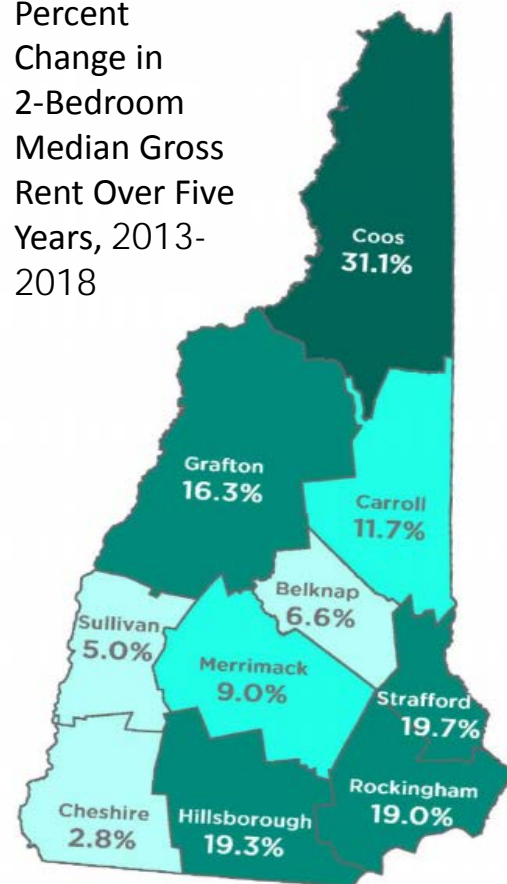 Percent
Change in
2-Bedroom
Median Gross
Rent Over Five
Years, 2013-
2018
Coos
31.1%
Grafton
16.3%
Carroll
11.7%
Belknap
6.6%
Sullivan
5.0%
Merrimack
9.0%
Strafford
19.7%
Rockingham
19.0%
Cheshire
2.8%
Hillsborough
19.3%